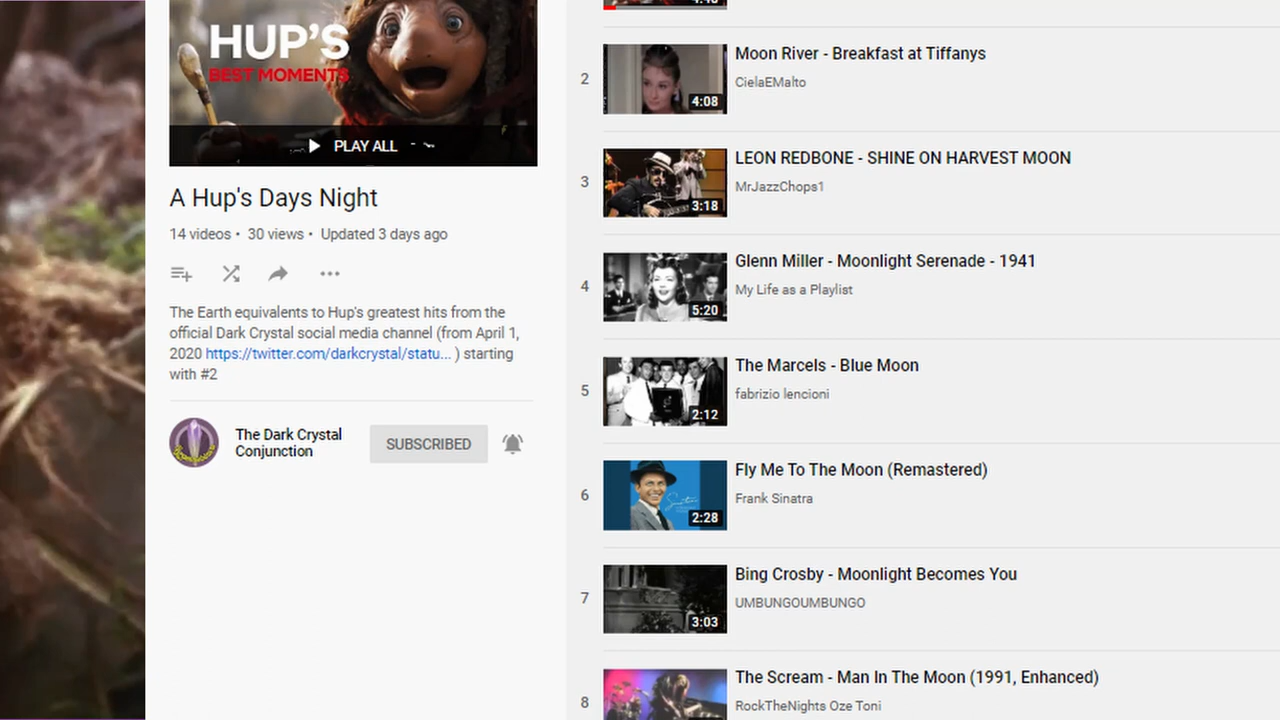 HUP'S
BEST MOMENTS
PLAY ALL
A Hup's Days Night
14 videos • 30 views • Updated 3 days ago
The Earth equivalents to Hup's greatest hits from the
official Dark Crystal social media channel (from April 1,
2020 https://twitter.com/darkcrystal/statu... ) starting
with #2
The Dark Crystal
Conjunction
SUBSCRIBED
2
Moon River - Breakfast at Tiffanys
CielaEMalto
4:08
3
LEON REDBONE - SHINE ON HARVEST MOON
MrJazzChops1
3:18
4
Glenn Miller - Moonlight Serenade - 1941
My Life as a Playlist
5:20
5
The Marcels - Blue Moon
fabrizio lencioni
2:12
6
Fly Me To The Moon (Remastered)
Frank Sinatra
2:28
7
Bing Crosby - Moonlight Becomes You
UMBUNGOUMBUNGO
3:03
8
The Scream - Man In The Moon (1991, Enhanced)
RockTheNights Oze Toni